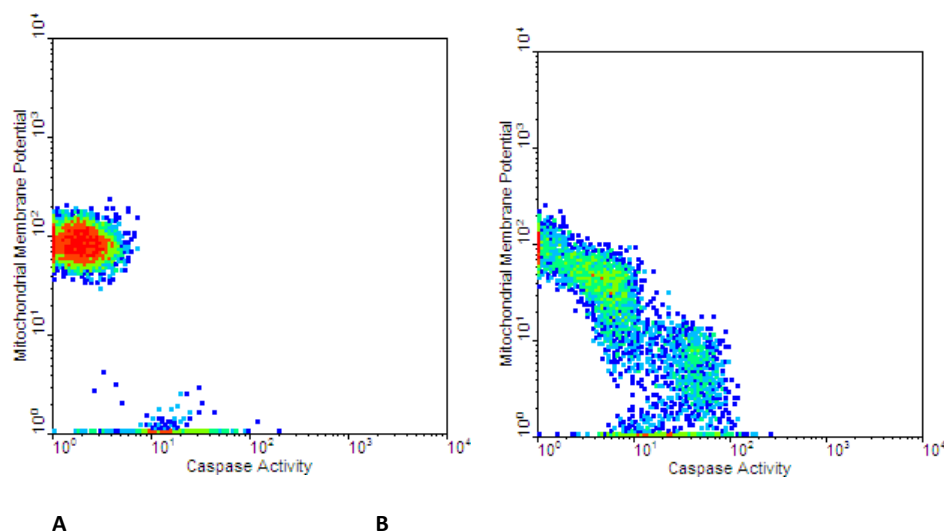 10⁴
10³
10²
10¹
10⁰
Mitochondrial Membrane Potential
10⁰ 10¹ 10² 10³ 10⁴
Caspase Activity
10⁴
10³
10²
10¹
10⁰
Mitochondrial Membrane Potential
10⁰ 10¹ 10² 10³ 10⁴
Caspase Activity
A B